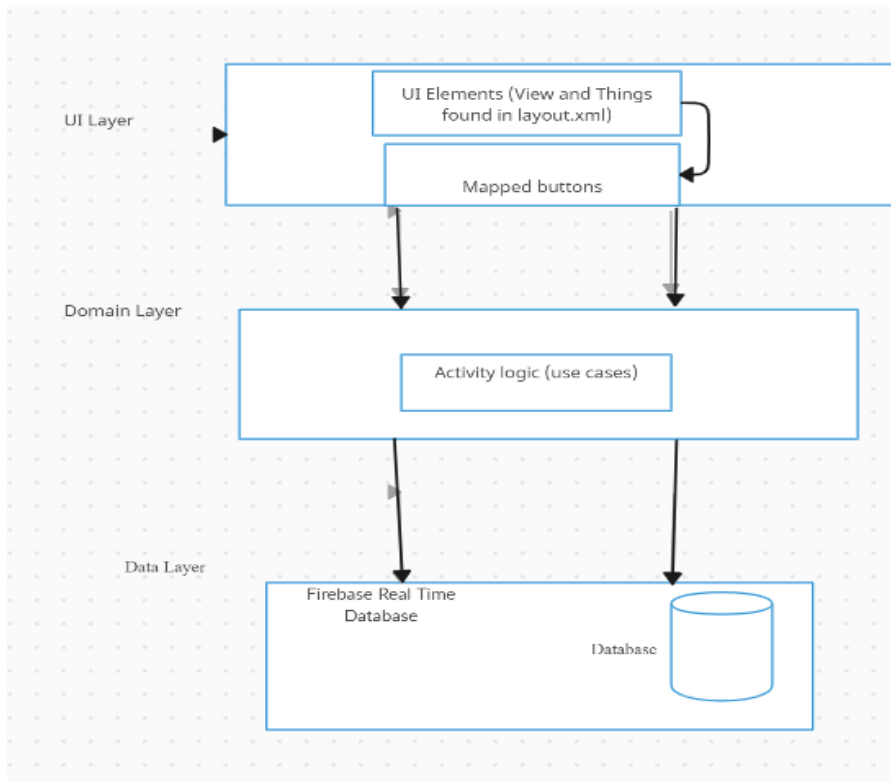 UI Elements (View and Things
found in layout.xml)
UI Layer
Mapped buttons
Domain Layer
Activity logic (use cases)
Data Layer
Firebase Real Time
Database
Database